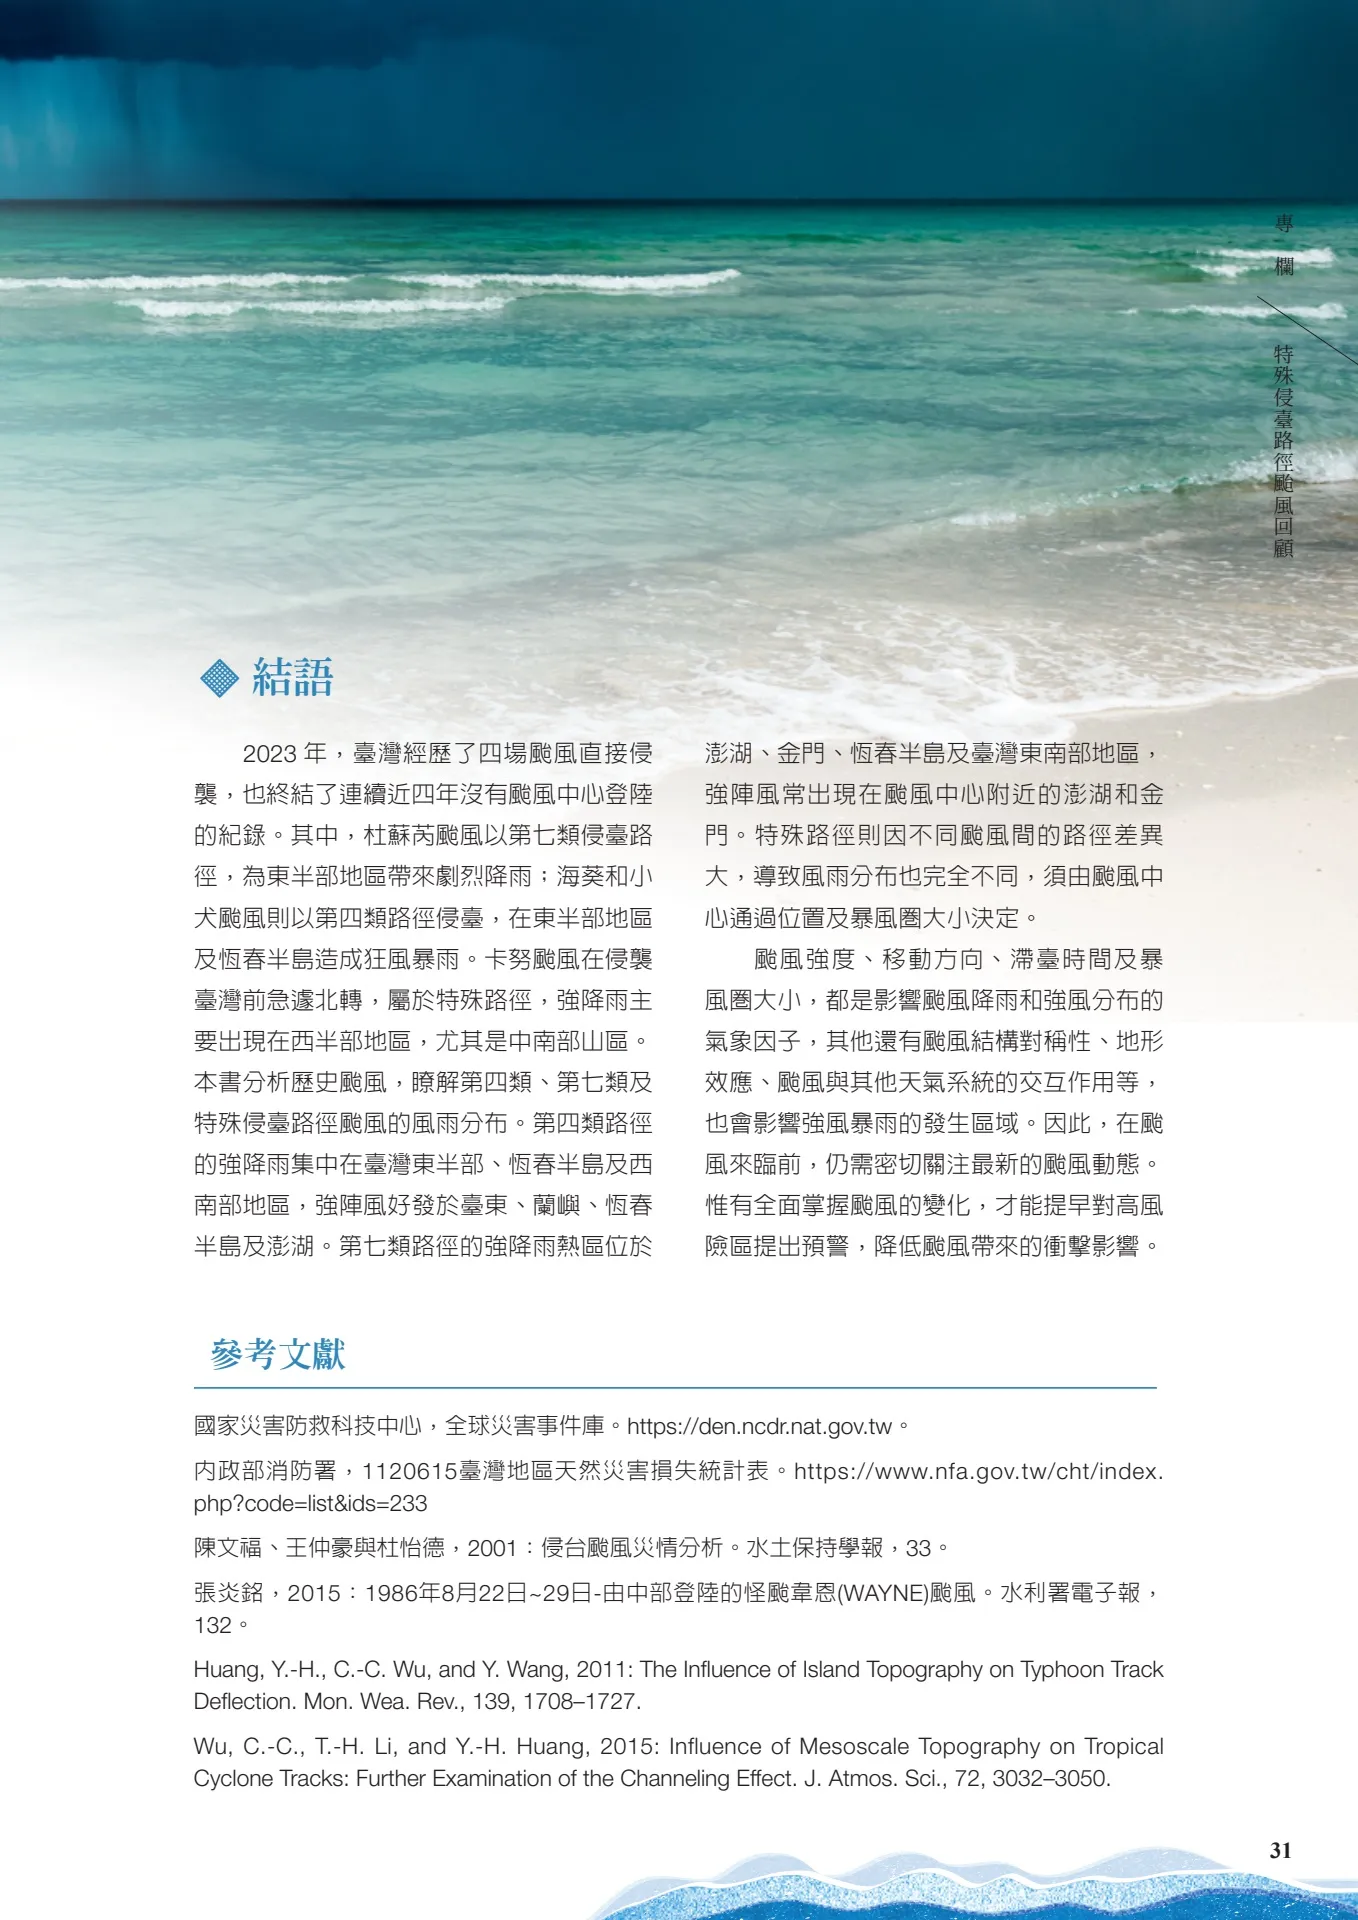 專欄
特殊侵臺路徑颱風回顧
結語
2023 年，臺灣經歷了四場颱風直接侵
襲，也終結了連續近四年沒有颱風中心登陸
的紀錄。其中，杜蘇芮颱風以第七類侵臺路
徑，為東半部地區帶來劇烈降雨；海葵和小
犬颱風則以第四類路徑侵臺，在東半部地區
及恆春半島造成狂風暴雨。卡努颱風在侵襲
臺灣前急遽北轉，屬於特殊路徑，強降雨主
要出現在西半部地區，尤其是中南部山區。
本書分析歷史颱風，瞭解第四類、第七類及
特殊侵臺路徑颱風的風雨分布。第四類路徑
的強降雨集中在臺灣東半部、恆春半島及西
南部地區，強陣風好發於臺東、蘭嶼、恆春
半島及澎湖。第七類路徑的強降雨熱區位於
澎湖、金門、恆春半島及臺灣東南部地區，
強陣風常出現在颱風中心附近的澎湖和金
門。特殊路徑則因不同颱風間的路徑差異
大，導致風雨分布也完全不同，須由颱風中
心通過位置及暴風圈大小決定。
颱風強度、移動方向、滯臺時間及暴
風圈大小，都是影響颱風降雨和強風分布的
氣象因子，其他還有颱風結構對稱性、地形
效應、颱風與其他天氣系統的交互作用等，
也會影響強風暴雨的發生區域。因此，在颱
風來臨前，仍需密切關注最新的颱風動態。
惟有全面掌握颱風的變化，才能提早對高風
險區提出預警，降低颱風帶來的衝擊影響。
參考文獻
國家災害防救科技中心，全球災害事件庫。https://den.ncdr.nat.gov.tw。
內政部消防署，1120615臺灣地區天然災害損失統計表。https://www.nfa.gov.tw/cht/index.
php?code=list&ids=233
陳文福、王仲豪與杜怡德，2001：侵台颱風災情分析。水土保持學報，33。
張炎銘，2015：1986年8月22日~29日-由中部登陸的怪颱韋恩(WAYNE)颱風。水利署電子報，
132。
Huang, Y.-H., C.-C. Wu, and Y. Wang, 2011: The Influence of Island Topography on Typhoon Track
Deflection. Mon. Wea. Rev., 139, 1708–1727.
Wu, C.-C., T.-H. Li, and Y.-H. Huang, 2015: Influence of Mesoscale Topography on Tropical
Cyclone Tracks: Further Examination of the Channeling Effect. J. Atmos. Sci., 72, 3032–3050.
31